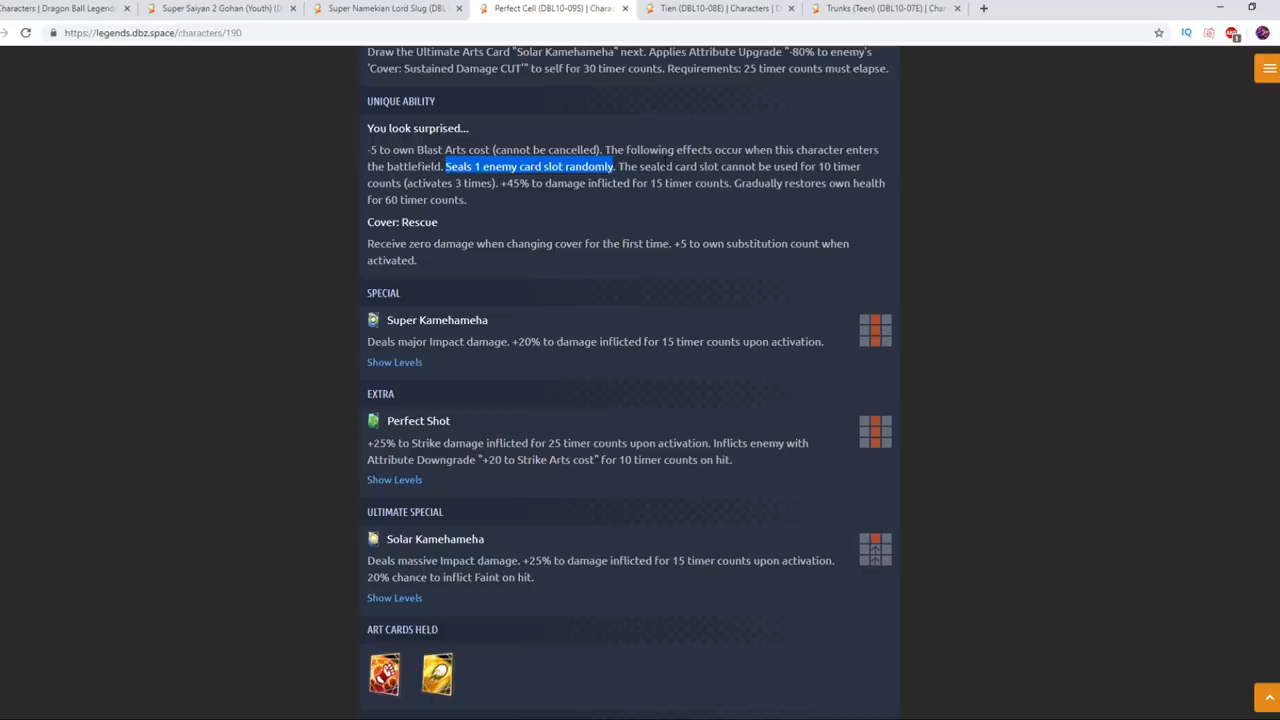 Characters | Dragon Ball Legend
Super Saiyan 2 Gohan (Youth) (D
Super Namekian Lord Slug (DBL
Perfect Cell (DBL10-09S) | Charac
Tien (DBL10-08E) | Characters | D
Trunks (Teen) (DBL10-07E) | Char
https://legends.dbz.space/characters/190
IQ
1
Draw the Ultimate Arts Card "Solar Kamehameha" next. Applies Attribute Upgrade "-80% to enemy's
'Cover: Sustained Damage CUT'" to self for 30 timer counts. Requirements: 25 timer counts must elapse.
UNIQUE ABILITY
You look surprised...
-5 to own Blast Arts cost (cannot be cancelled). The following effects occur when this character enters
the battlefield. Seals 1 enemy card slot randomly. The sealed card slot cannot be used for 10 timer
counts (activates 3 times). +45% to damage inflicted for 15 timer counts. Gradually restores own health
for 60 timer counts.
Cover: Rescue
Receive zero damage when changing cover for the first time. +5 to own substitution count when
activated.
SPECIAL
Super Kamehameha
Deals major Impact damage. +20% to damage inflicted for 15 timer counts upon activation.
Show Levels
EXTRA
Perfect Shot
+25% to Strike damage inflicted for 25 timer counts upon activation. Inflicts enemy with
Attribute Downgrade "+20 to Strike Arts cost" for 10 timer counts on hit.
Show Levels
ULTIMATE SPECIAL
Solar Kamehameha
Deals massive Impact damage. +25% to damage inflicted for 15 timer counts upon activation.
20% chance to inflict Faint on hit.
Show Levels
ART CARDS HELD